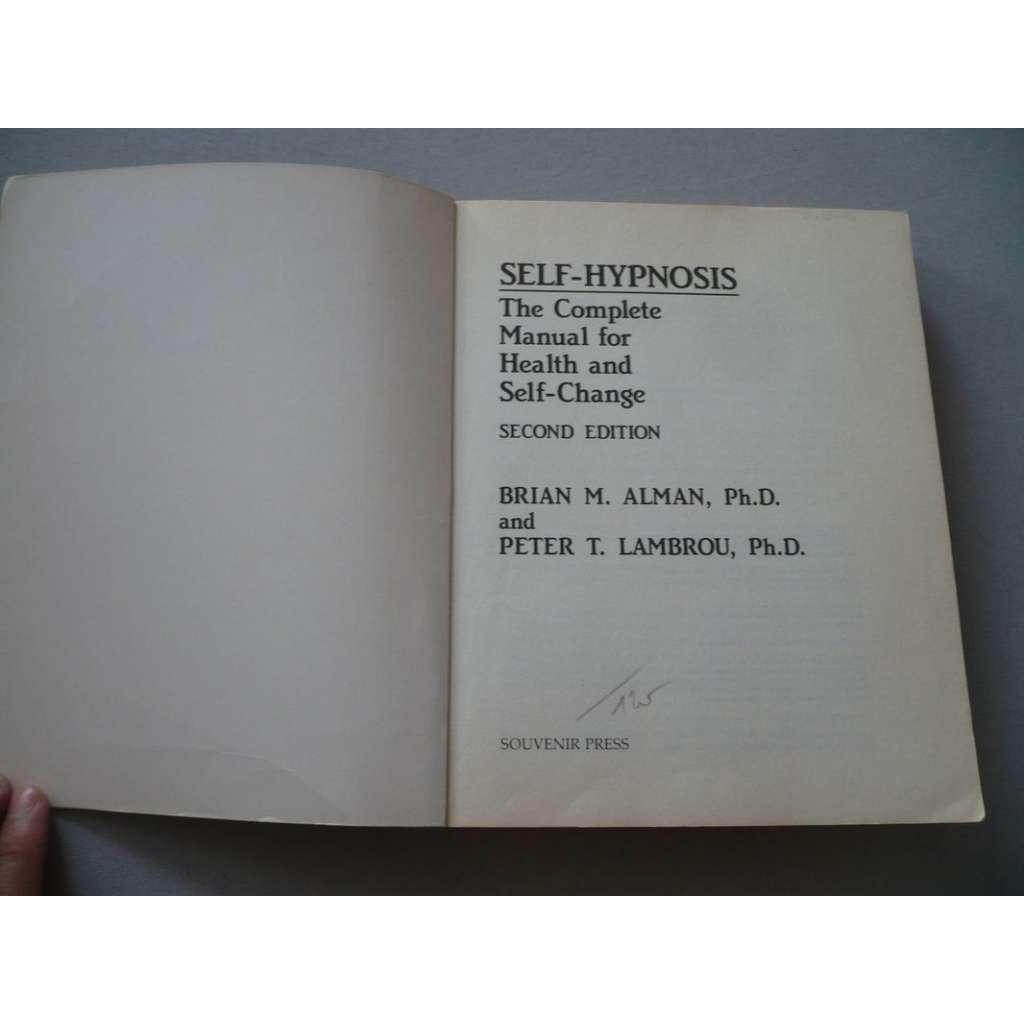 SELF-HYPNOSIS
The Complete
Manual for
Health and
Self-Change
SECOND EDITION
BRIAN M. ALMAN, Ph.D.
and
PETER T. LAMBROU, Ph.D.
SOUVENIR PRESS